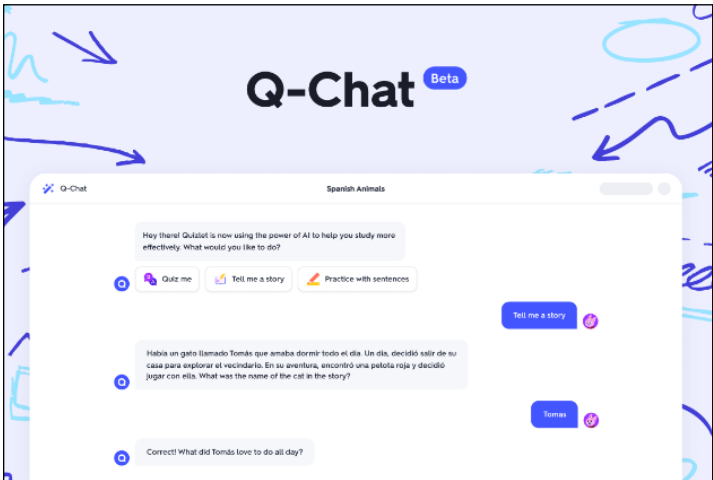 Q-Chat Beta
Q-Chat
Spanish Animals
Hey there! Quizlet is now using the power of AI to help you study more
effectively. What would you like to do?
Quiz me
Tell me a story
Practice with sentences
Tell me a story
Había un gato llamado Tomás que amaba dormir todo el día. Un día, decidió salir de su
casa para explorar el vecindario. En su aventura, encontró una pelota roja y decidió
jugar con ella. What was the name of the cat in the story?
Tomas
Correct! What did Tomás love to do all day?